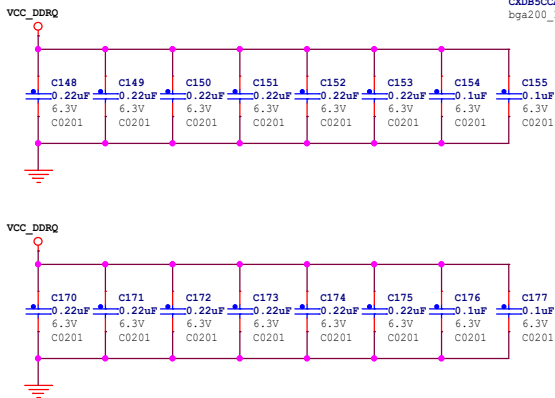 CXDB5CCA
bga200_
VCC_DDRQ
C148 C149 C150 C151 C152 C153 C154 C155
0.22uF 0.22uF 0.22uF 0.22uF 0.22uF 0.22uF 0.1uF 0.1uF
6.3V 6.3V 6.3V 6.3V 6.3V 6.3V 6.3V 6.3V
C0201 C0201 C0201 C0201 C0201 C0201 C0201 C0201
VCC_DDRQ
C170 C171 C172 C173 C174 C175 C176 C177
0.22uF 0.22uF 0.22uF 0.22uF 0.22uF 0.22uF 0.1uF 0.1uF
6.3V 6.3V 6.3V 6.3V 6.3V 6.3V 6.3V 6.3V
C0201 C0201 C0201 C0201 C0201 C0201 C0201 C0201